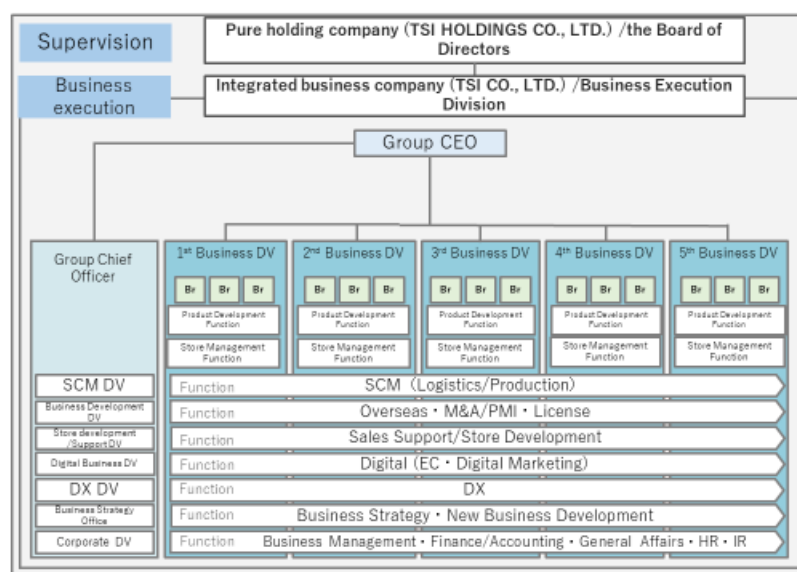 Supervision
Pure holding company (TSI HOLDINGS CO., LTD.) /the Board of
Directors
Business
execution
Integrated business company (TSI CO., LTD.) /Business Execution
Division
Group CEO
Group Chief
Officer
1st Business DV
2nd Business DV
3rd Business DV
4th Business DV
5th Business DV
Br Br Br
Br Br Br
Br Br Br
Br Br Br
Br Br Br
Product Development
Function
Product Development
Function
Product Development
Function
Product Development
Function
Product Development
Function
Store Management
Function
Store Management
Function
Store Management
Function
Store Management
Function
Store Management
Function
SCM DV
Function
SCM (Logistics/Production)
Business Development
DV
Function
Overseas・M&A/PMI・License
Store development
/Support DV
Function
Sales Support/Store Development
Digital Business DV
Function
Digital (EC・Digital Marketing)
DX DV
Function
DX
Business Strategy
Office
Function
Business Strategy・New Business Development
Corporate DV
Function
Business Management・Finance/Accounting・General Affairs・HR・IR